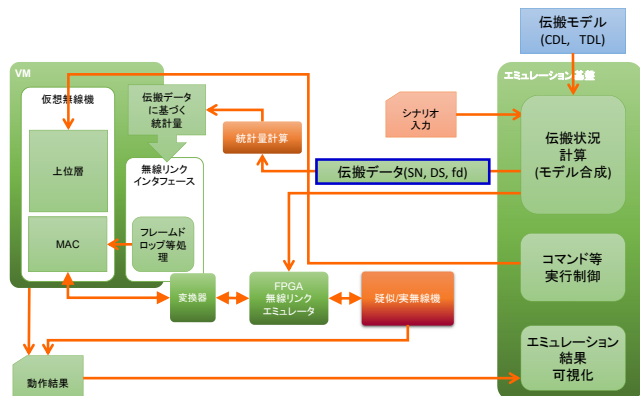 伝搬モデル
(CDL, TDL)
VM
エミュレーション基盤
仮想無線機
伝搬データ
に基づく
統計量
シナリオ
入力
伝搬状況
計算
(モデル合成)
統計量計算
上位層
無線リンク
インタフェース
伝搬データ(SN, DS, fd)
MAC
フレームド
ロップ等処
理
コマンド等
実行制御
変換器
FPGA
無線リンク
エミュレータ
疑似/実無線機
エミュレーション
結果
可視化
動作結果